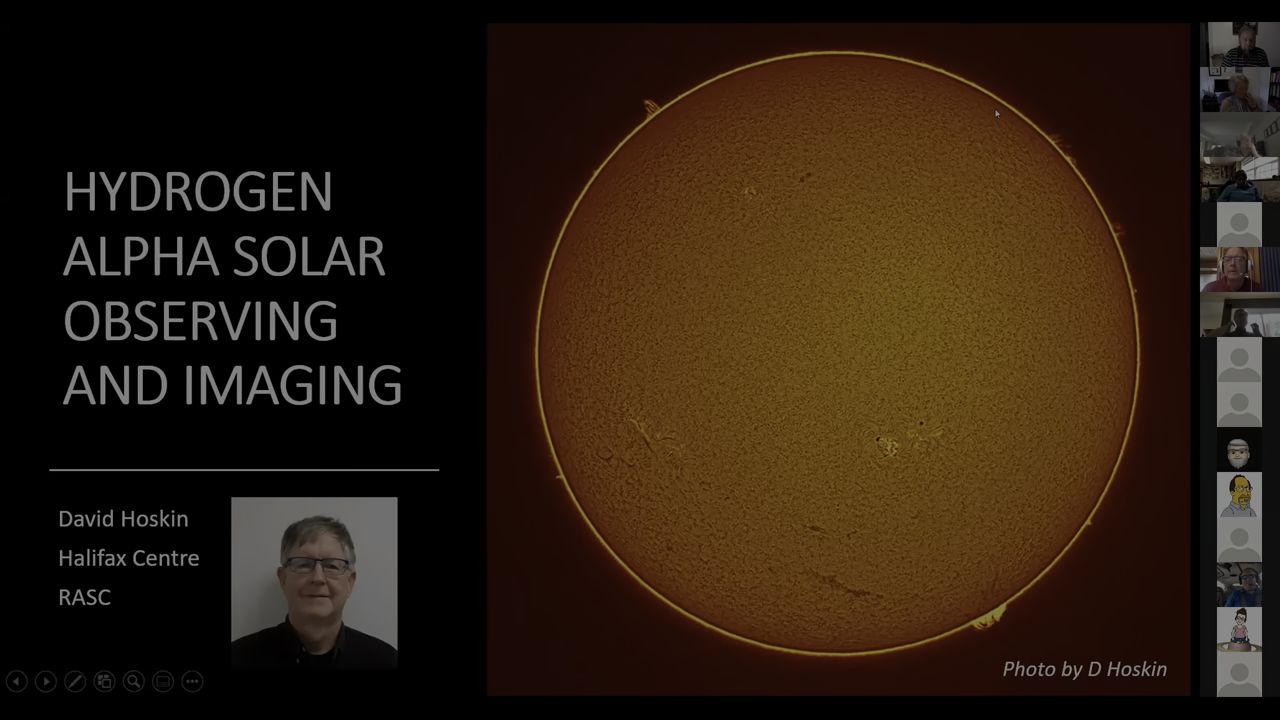 HYDROGEN
ALPHA SOLAR
OBSERVING
AND IMAGING
David Hoskin
Halifax Centre
RASC
Photo by D Hoskin